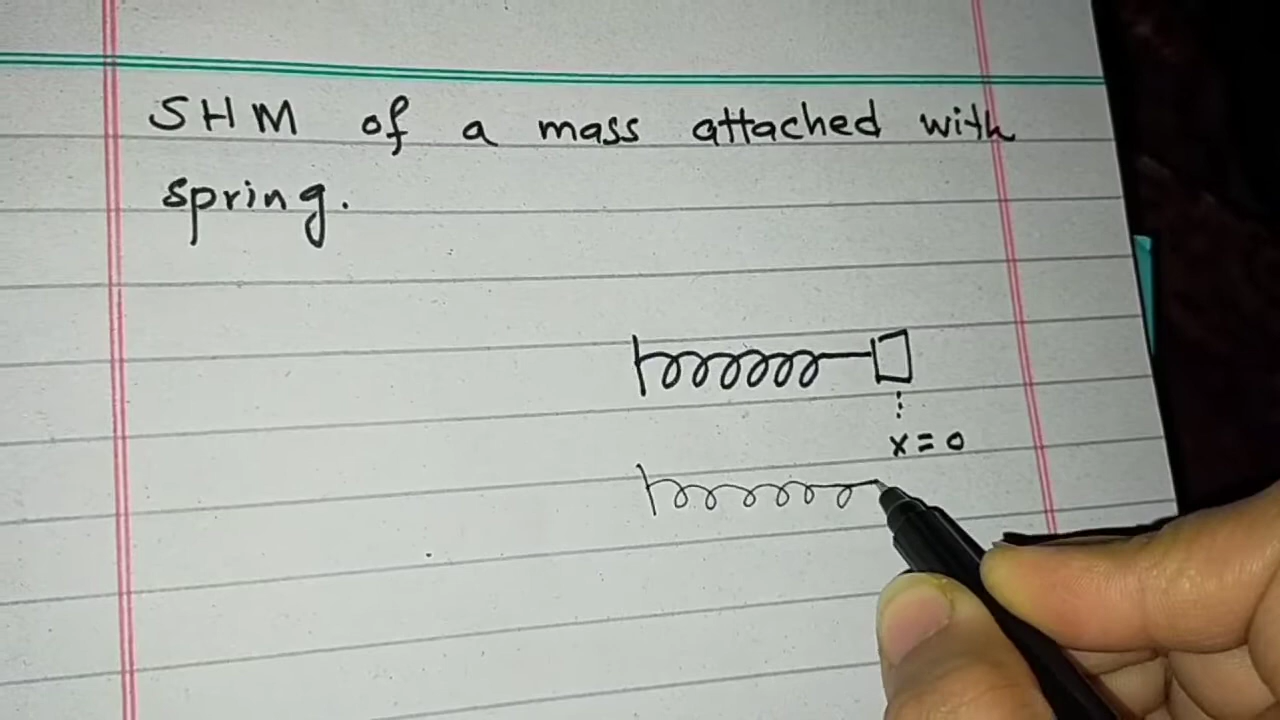 SHM of a mass attached with
spring.
x = 0